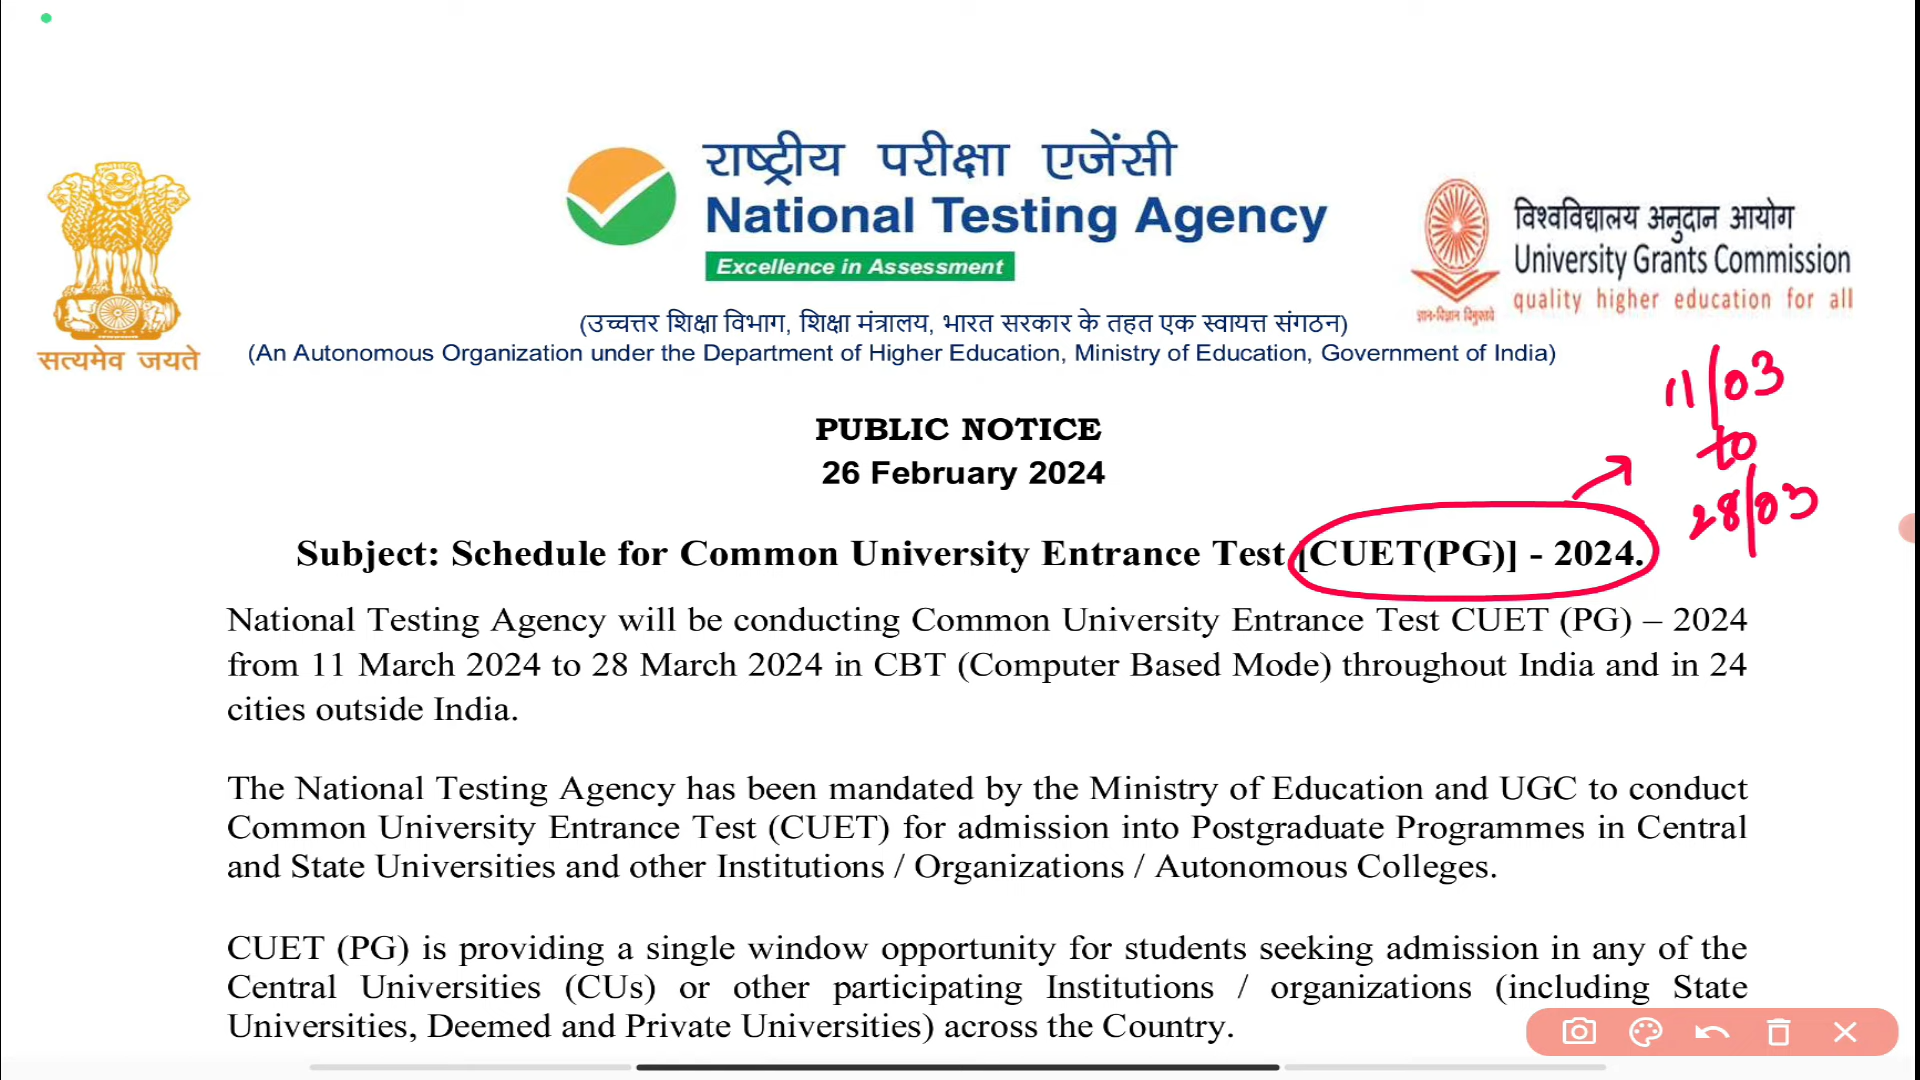 राष्ट्रीय परीक्षा एजेंसी
National Testing Agency
Excellence in Assessment
विश्वविद्यालय अनुदान आयोग
University Grants Commission
quality higher education for all
ज्ञान-विज्ञान विमुक्तये
सत्यमेव जयते
(उच्चत्तर शिक्षा विभाग, शिक्षा मंत्रालय, भारत सरकार के तहत एक स्वायत्त संगठन)
(An Autonomous Organization under the Department of Higher Education, Ministry of Education, Government of India)
11/03
to
28/03
PUBLIC NOTICE
26 February 2024
Subject: Schedule for Common University Entrance Test [CUET(PG)] - 2024.
National Testing Agency will be conducting Common University Entrance Test CUET (PG) – 2024
from 11 March 2024 to 28 March 2024 in CBT (Computer Based Mode) throughout India and in 24
cities outside India.
The National Testing Agency has been mandated by the Ministry of Education and UGC to conduct
Common University Entrance Test (CUET) for admission into Postgraduate Programmes in Central
and State Universities and other Institutions / Organizations / Autonomous Colleges.
CUET (PG) is providing a single window opportunity for students seeking admission in any of the
Central Universities (CUs) or other participating Institutions / organizations (including State
Universities, Deemed and Private Universities) across the Country.